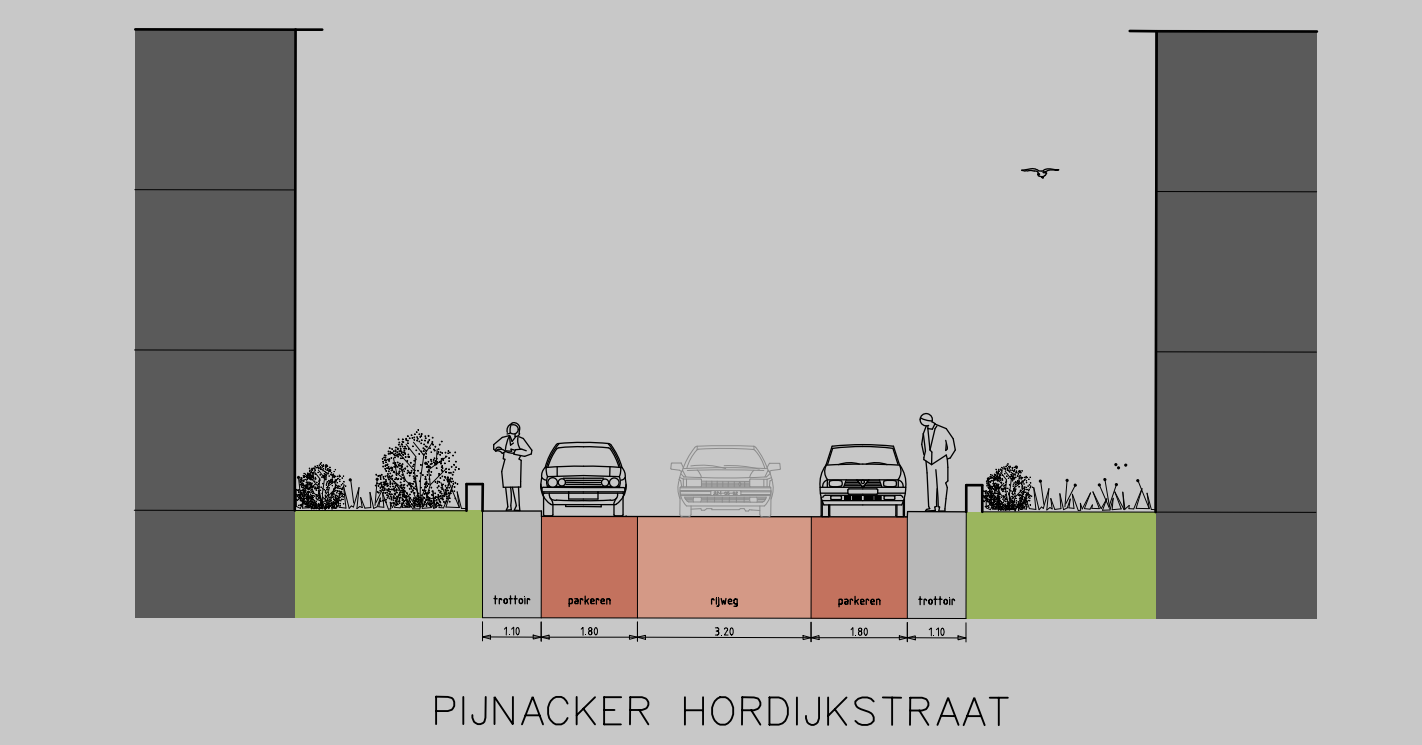 trottoir parkeren rijweg parkeren trottoir
1.10 1.80 3.20 1.80 1.10
PIJNACKER HORDIJKSTRAAT